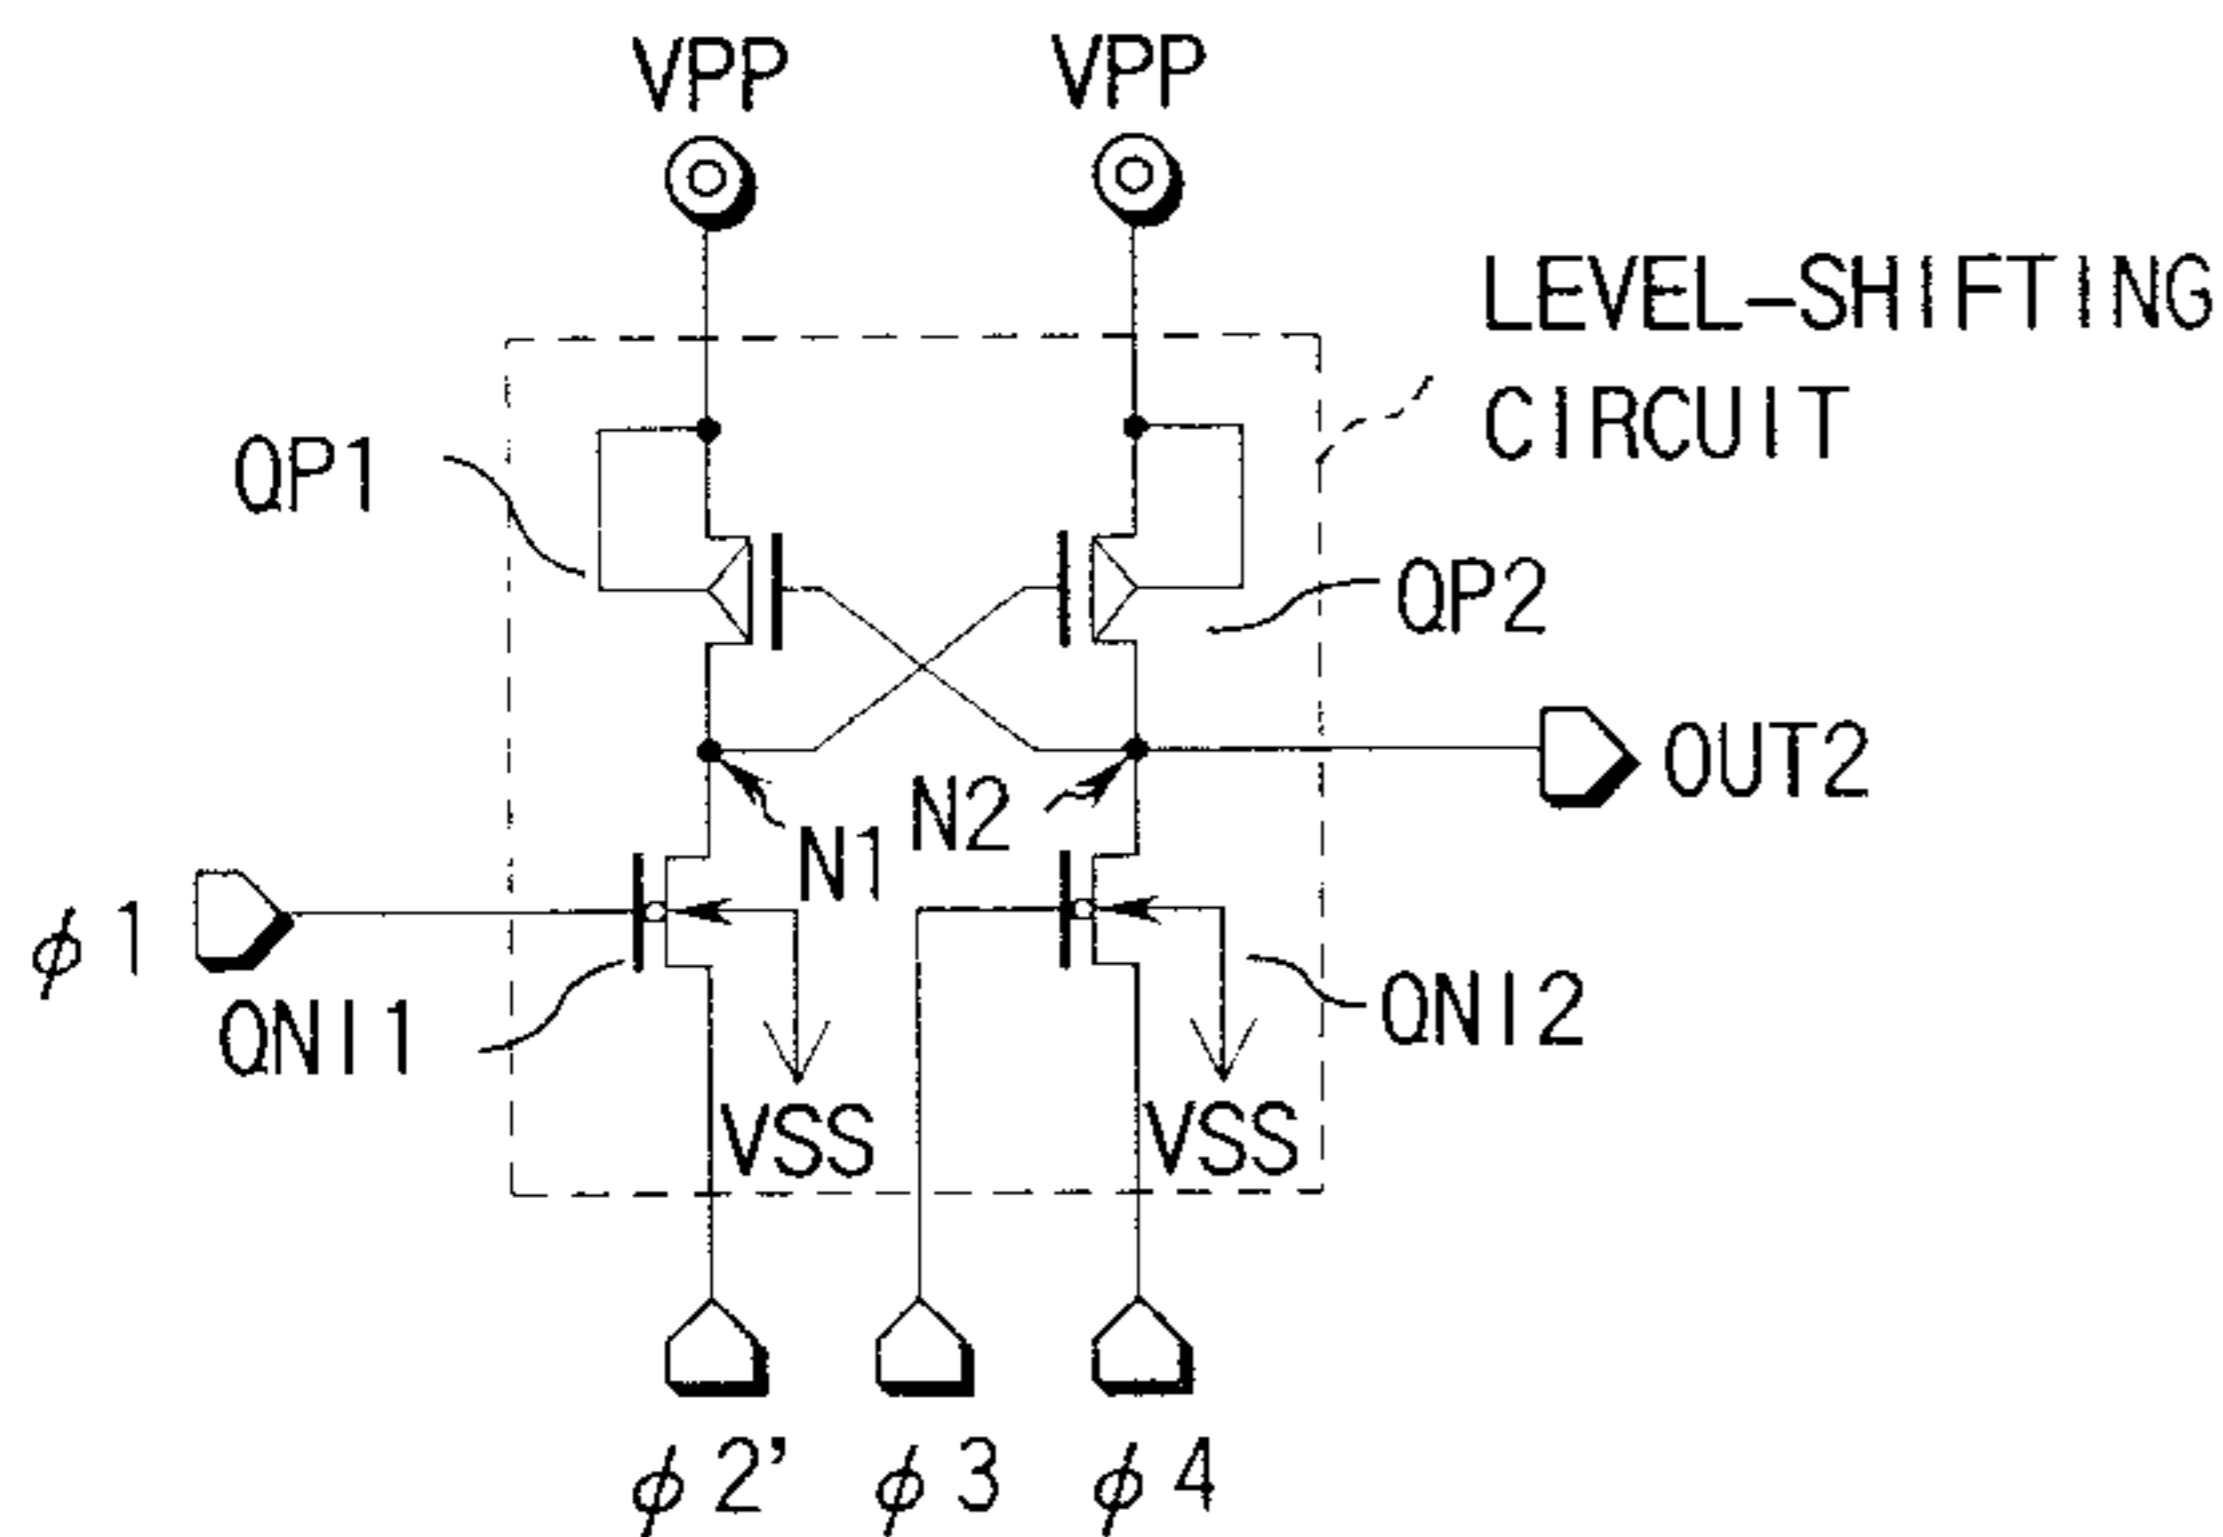 VPP
VPP
LEVEL-SHIFTING
CIRCUIT
QP1
QP2
OUT2
N1
N2
φ1
QNI1
QNI2
VSS
VSS
φ2'
φ3
φ4